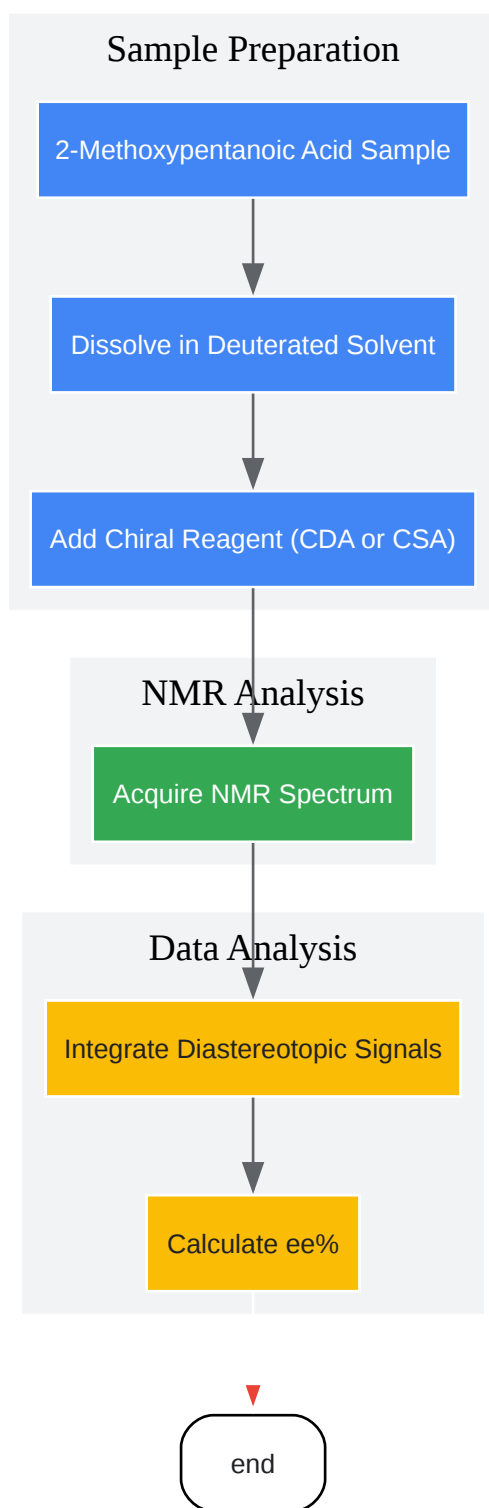 Sample Preparation
2-Methoxypentanoic Acid Sample
Dissolve in Deuterated Solvent
Add Chiral Reagent (CDA or CSA)
NMR Analysis
Acquire NMR Spectrum
Data Analysis
Integrate Diastereotopic Signals
Calculate ee%
end